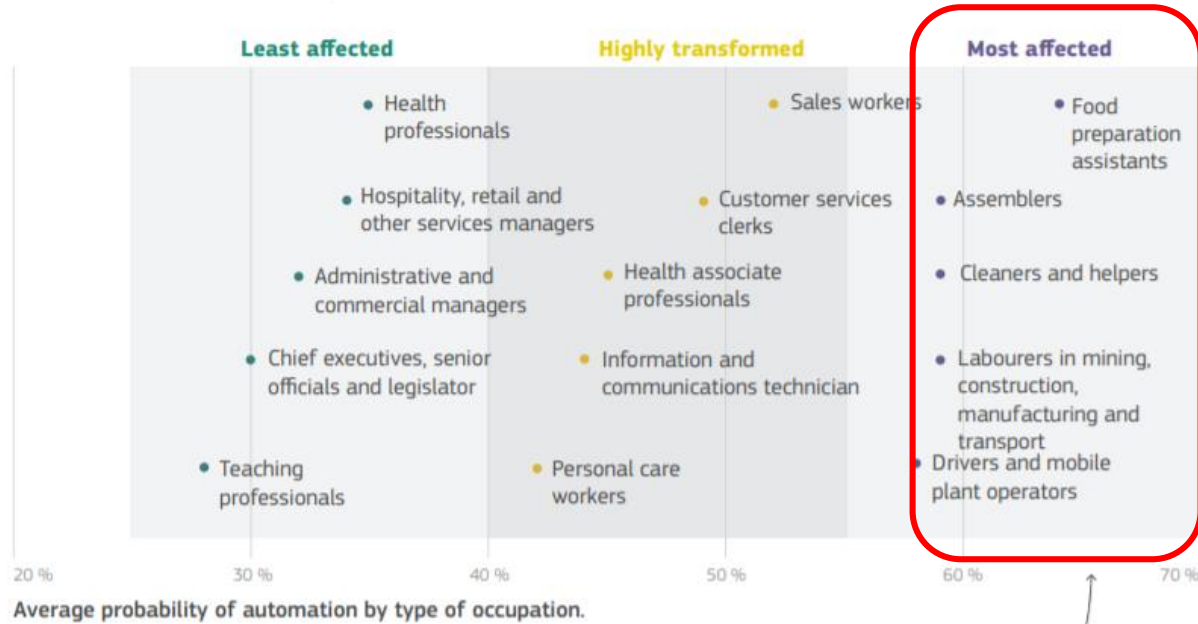 Least affected
Highly transformed
Most affected
Health
professionals
Sales workers
Food
preparation
assistants
Hospitality, retail and
other services managers
Customer services
clerks
Assemblers
Administrative and
commercial managers
Health associate
professionals
Cleaners and helpers
Chief executives, senior
officials and legislator
Information and
communications technician
Labourers in mining,
construction,
manufacturing and
transport
Teaching
professionals
Personal care
workers
Drivers and mobile
plant operators
20 %
30 %
40 %
50 %
60 %
70 %
Average probability of automation by type of occupation.